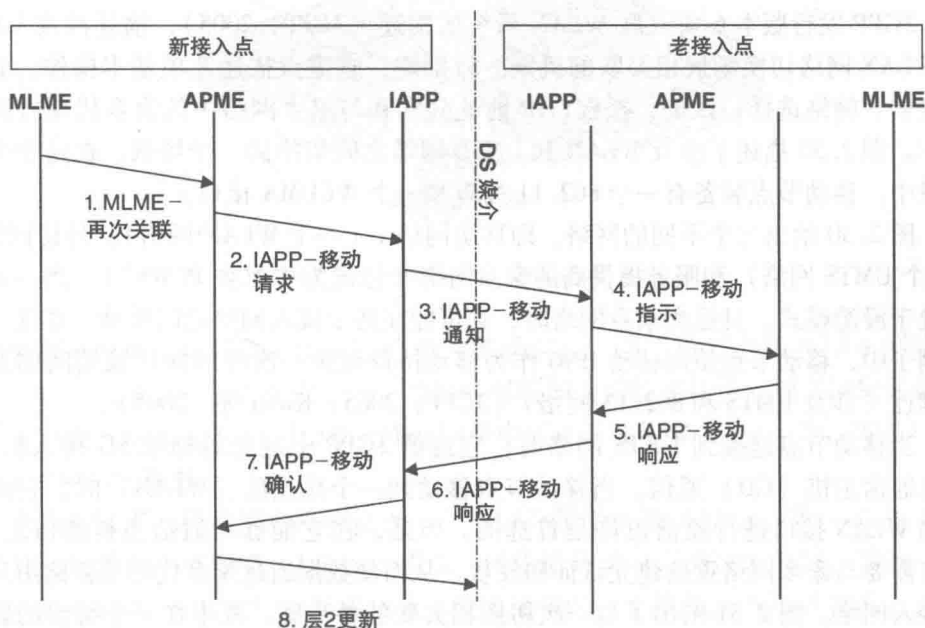 新接入点
老接入点
MLME
APME
IAPP
IAPP
APME
MLME
DS 媒介
1. MLME－
再次关联
2. IAPP－移动
请求
3. IAPP－移动
通知
4. IAPP－移动
指示
5. IAPP－移动
响应
7. IAPP－移动
确认
6. IAPP－移动
响应
8. 层2更新